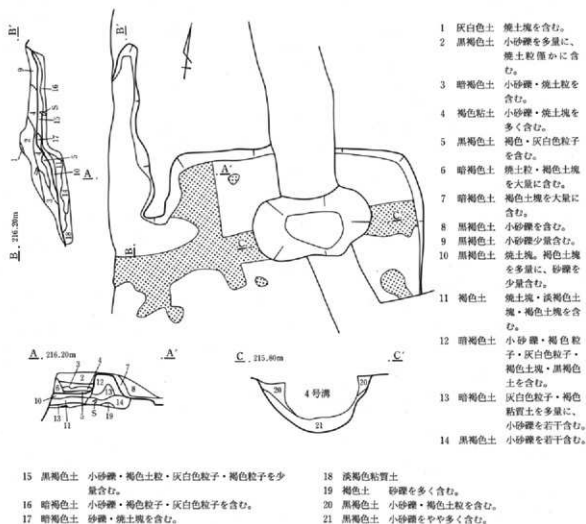 B'
B'
A'
A
B
C
C'
B . 216.20m
A . 216.20m
A'
C . 215.60m
C'
4号溝
20
20
21
1 灰白色土 焼土塊を含む。
2 黒褐色土 小砂礫を多量に、
焼土粒僅かに含
む。
3 暗褐色土 小砂礫・焼土粒を
含む。
4 褐色粘土 小砂礫・焼土塊を
多く含む。
5 黒褐色土 褐色・灰白色粒子
を含む。
6 暗褐色土 焼土粒・褐色土塊
を大量に含む。
7 暗褐色土 褐色土塊を大量に
含む。
8 黒褐色土 小砂礫を含む。
9 黒褐色土 小砂礫少量含む。
10 黒褐色土 焼土塊。褐色土塊
を多量に、砂礫を
少量含む。
11 褐色土 焼土塊・淡褐色土
塊・褐色土塊を含
む。
12 暗褐色土 小砂礫・褐色粒
子・灰白色粒子・
褐色土塊・黒褐色
土を含む。
13 暗褐色土 灰白色粒子・褐色
粘質土を多量に、
小砂礫を若干含む。
14 黒褐色土 小砂礫を若干含む。
15 黒褐色土 小砂礫・褐色土粒・灰白色粒子・褐色粒子を少
量含む。
16 暗褐色土 小砂礫・褐色粒子・灰白色粒子を含む。
17 暗褐色土 砂礫・焼土塊を含む。
18 淡褐色粘質土
19 褐色土 砂礫を多く含む。
20 黒褐色土 小砂礫・褐色土粒を含む。
21 黒褐色土 小砂礫をやや多く含む。